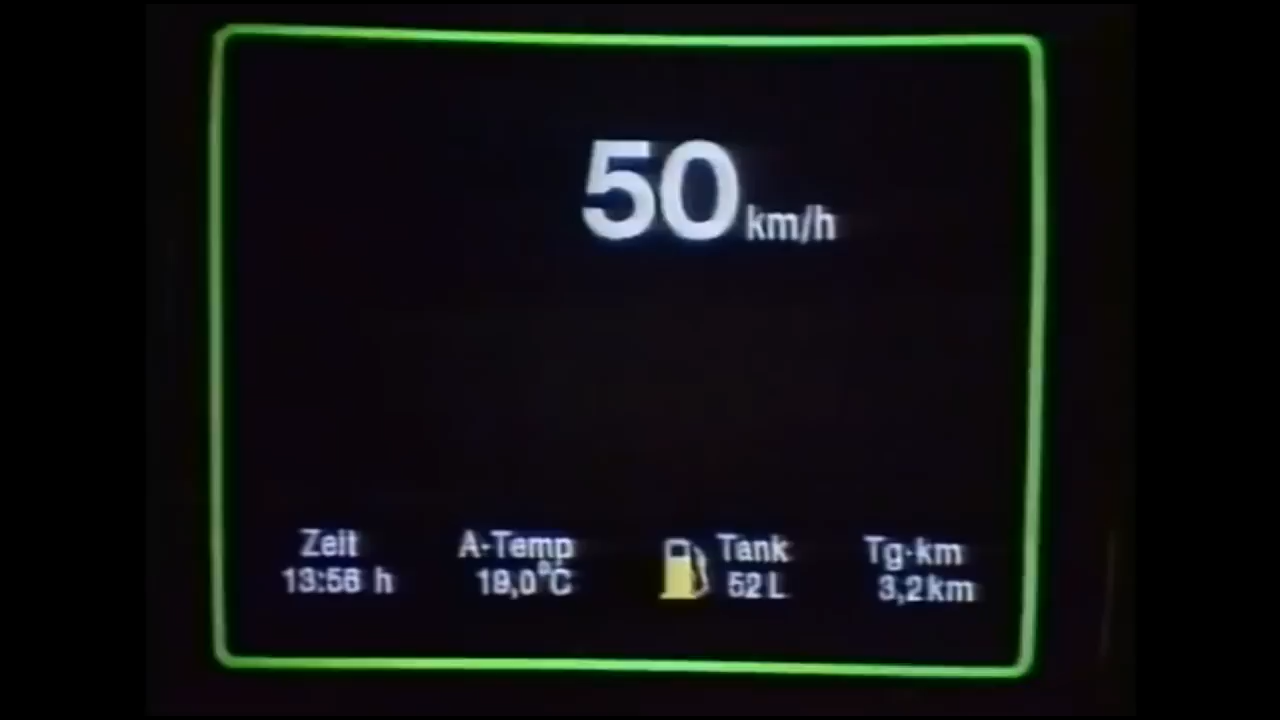 50 km/h
Zeit
13:56 h
A-Temp
19,0°C
Tank
52 L
Tg-km
3,2 km